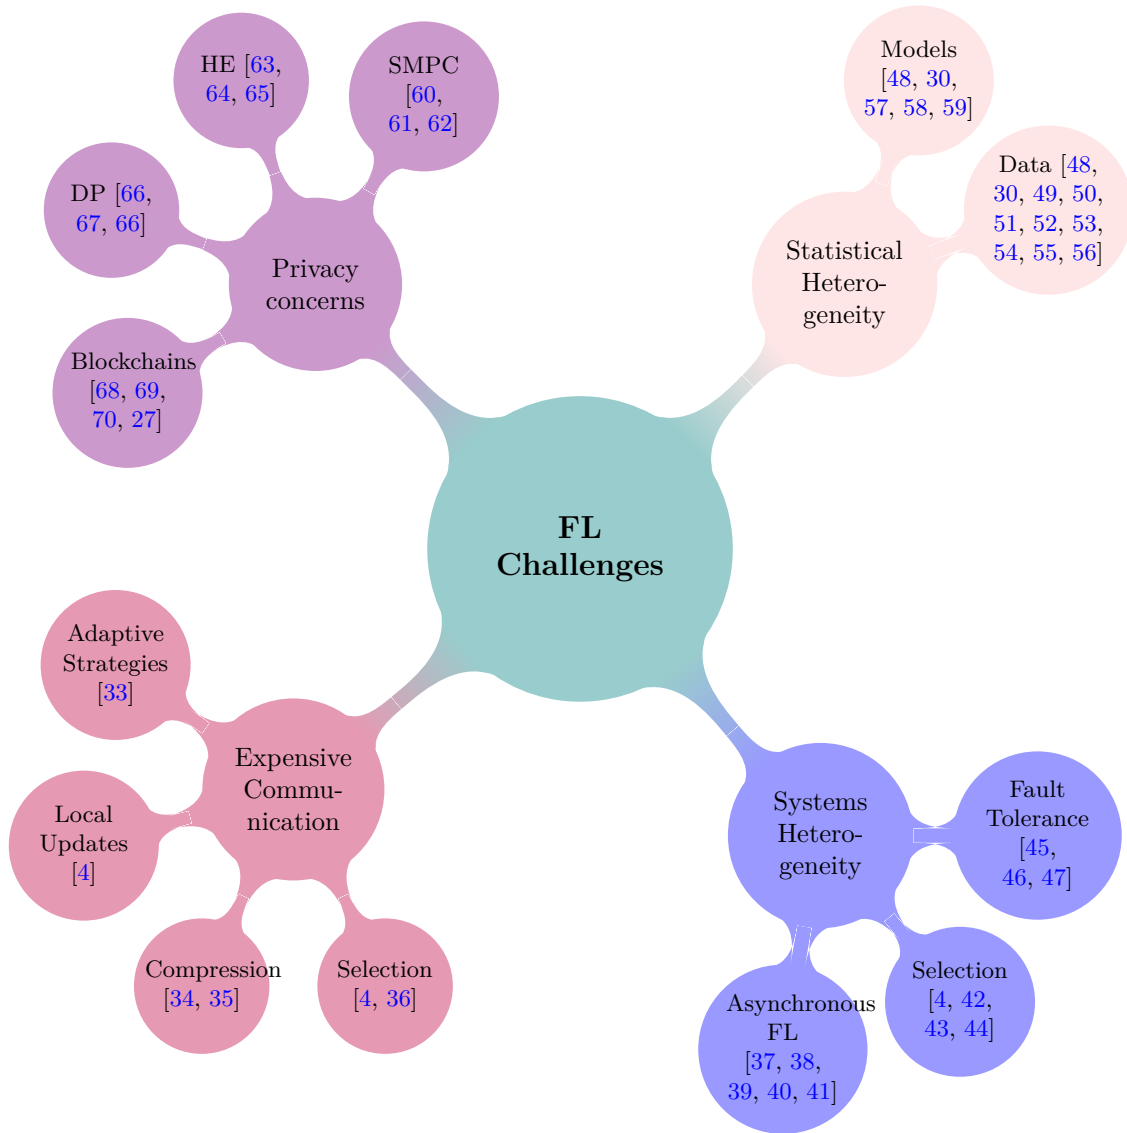 HE [63,
64, 65]
SMPC
[60,
61, 62]
DP [66,
67, 66]
Blockchains
[68, 69,
70, 27]
Privacy
concerns
Models
[48, 30,
57, 58, 59]
Data [48,
30, 49, 50,
51, 52, 53,
54, 55, 56]
Statistical
Hetero-
geneity
FL
Challenges
Adaptive
Strategies
[33]
Local
Updates
[4]
Compression
[34, 35]
Selection
[4, 36]
Expensive
Commu-
nication
Systems
Hetero-
geneity
Fault
Tolerance
[45,
46, 47]
Selection
[4, 42,
43, 44]
Asynchronous
FL
[37, 38,
39, 40, 41]